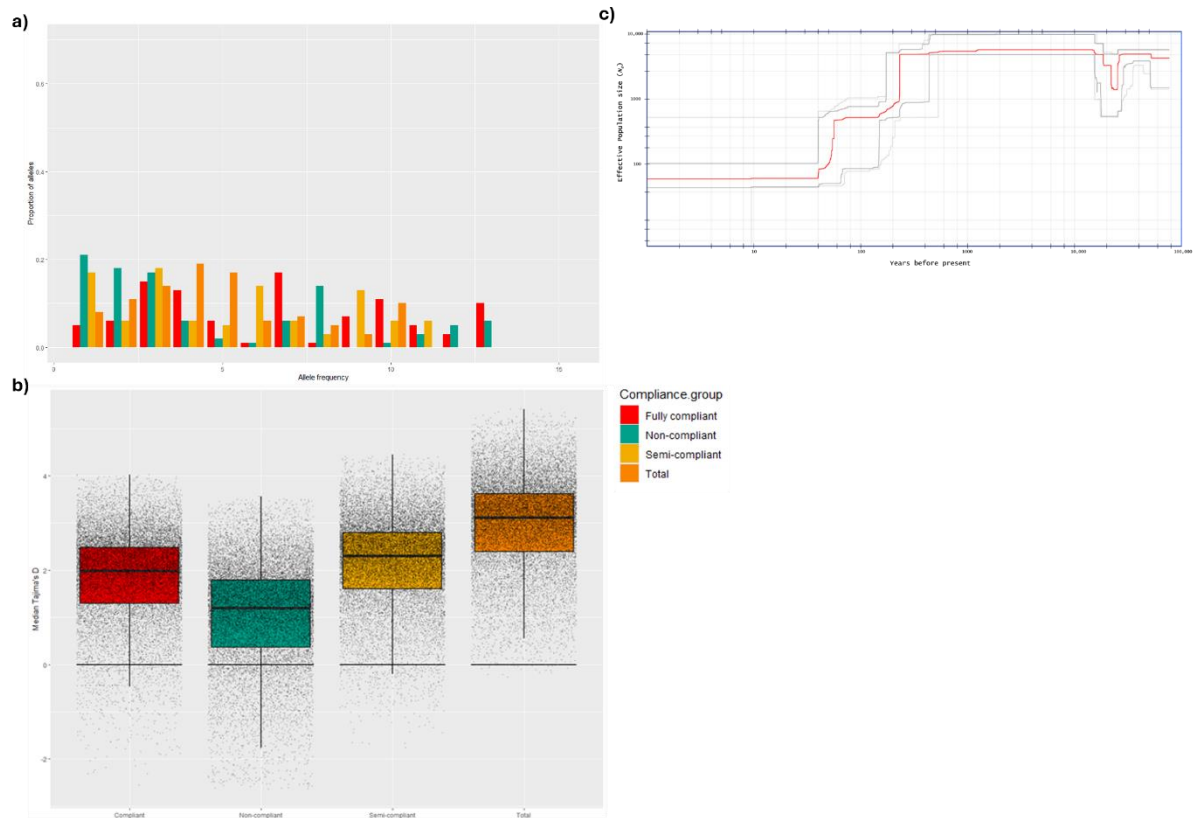 a)
0.6
0.4
0.2
0.0
Proportion of alleles
0
5
10
15
Allele frequency
b)
4
2
0
-2
Median Tajima's D
Compliant
Non-compliant
Semi-compliant
Total
Compliance.group
Fully compliant
Non-compliant
Semi-compliant
Total
c)
10,000
1000
100
Effective Population size (Ne)
10
100
1000
10,000
100,000
Years before present